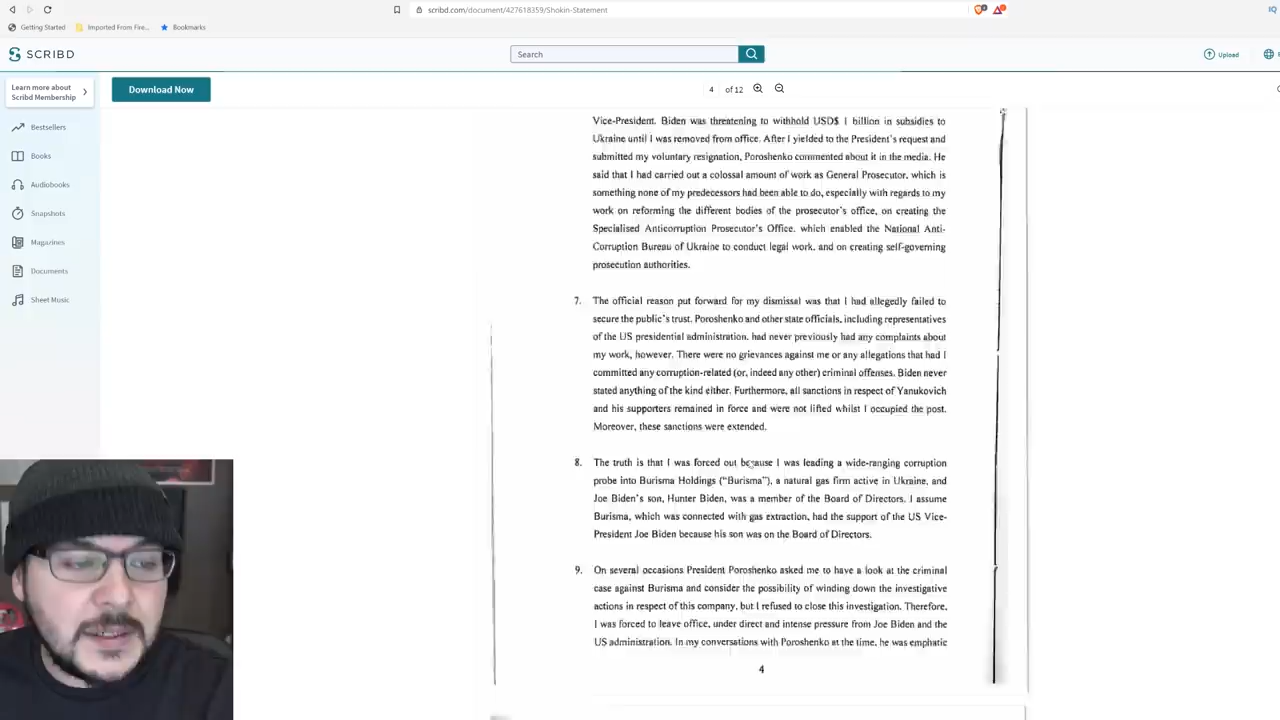 scribd.com/document/427618359/Shokin-Statement
Getting Started
Imported From Fire...
Bookmarks
SCRIBD
Search
Upload
Learn more about
Scribd Membership
Download Now
4 of 12
Bestsellers
Books
Audiobooks
Snapshots
Magazines
Documents
Sheet Music
Vice-President. Biden was threatening to withhold USD$ 1 billion in subsidies to
Ukraine until I was removed from office. After I yielded to the President's request and
submitted my voluntary resignation, Poroshenko commented about it in the media. He
said that I had carried out a colossal amount of work as General Prosecutor, which is
something none of my predecessors had been able to do, especially with regards to my
work on reforming the different bodies of the prosecutor's office, on creating the
Specialised Anticorruption Prosecutor's Office, which enabled the National Anti-
Corruption Bureau of Ukraine to conduct legal work, and on creating self-governing
prosecution authorities.
7. The official reason put forward for my dismissal was that I had allegedly failed to
secure the public's trust. Poroshenko and other state officials, including representatives
of the US presidential administration, had never previously had any complaints about
my work, however. There were no grievances against me or any allegations that had I
committed any corruption-related (or, indeed any other) criminal offenses. Biden never
stated anything of the kind either. Furthermore, all sanctions in respect of Yanukovich
and his supporters remained in force and were not lifted whilst I occupied the post.
Moreover, these sanctions were extended.
8. The truth is that I was forced out because I was leading a wide-ranging corruption
probe into Burisma Holdings ("Burisma"), a natural gas firm active in Ukraine, and
Joe Biden's son, Hunter Biden, was a member of the Board of Directors. I assume
Burisma, which was connected with gas extraction, had the support of the US Vice-
President Joe Biden because his son was on the Board of Directors.
9. On several occasions President Poroshenko asked me to have a look at the criminal
case against Burisma and consider the possibility of winding down the investigative
actions in respect of this company, but I refused to close this investigation. Therefore,
I was forced to leave office, under direct and intense pressure from Joe Biden and the
US administration. In my conversations with Poroshenko at the time, he was emphatic
4